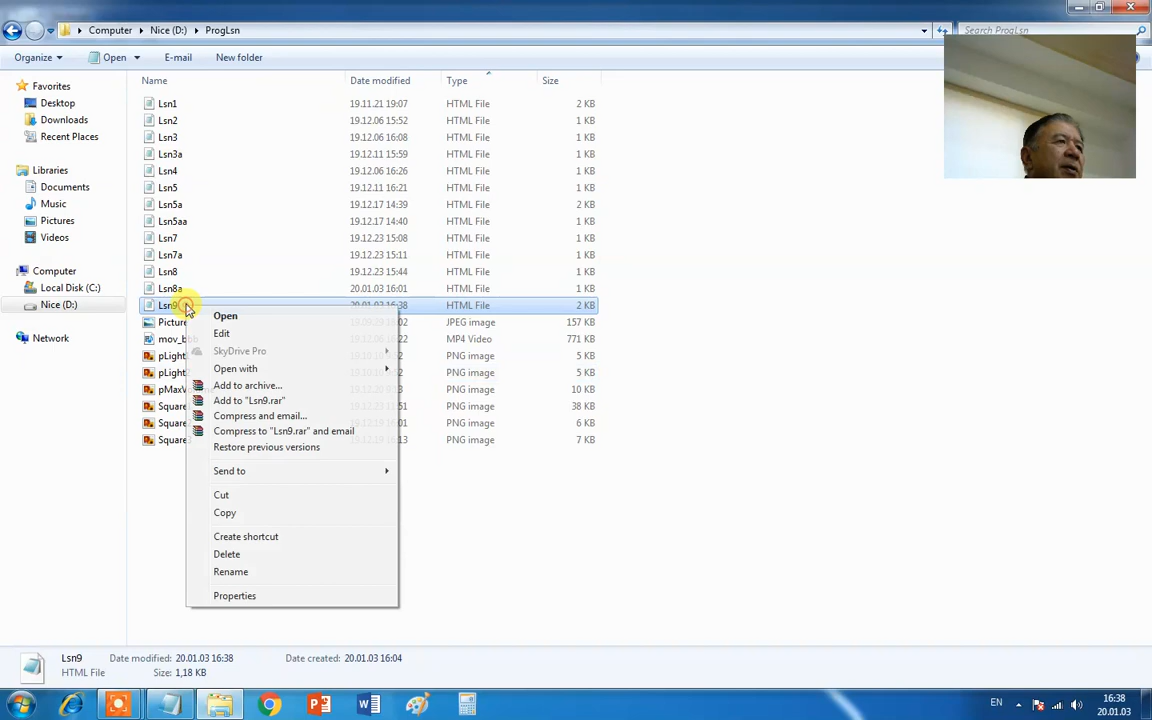 Computer ▸ Nice (D:) ▸ ProgLsn
Search ProgLsn
Organize Open E-mail New folder
Name Date modified Type Size
Favorites
Desktop
Downloads
Recent Places
Libraries
Documents
Music
Pictures
Videos
Computer
Local Disk (C:)
Nice (D:)
Network
Lsn1 19.11.21 19:07 HTML File 2 KB
Lsn2 19.12.06 15:52 HTML File 1 KB
Lsn3 19.12.06 16:08 HTML File 1 KB
Lsn3a 19.12.11 15:59 HTML File 1 KB
Lsn4 19.12.06 16:26 HTML File 1 KB
Lsn5 19.12.11 16:21 HTML File 1 KB
Lsn5a 19.12.17 14:39 HTML File 2 KB
Lsn5aa 19.12.17 14:40 HTML File 1 KB
Lsn7 19.12.23 15:08 HTML File 1 KB
Lsn7a 19.12.23 15:11 HTML File 1 KB
Lsn8 19.12.23 15:44 HTML File 1 KB
Lsn8a 20.01.03 16:01 HTML File 1 KB
Lsn9 20.01.03 16:38 HTML File 2 KB
Picture JPEG image 157 KB
MP4 Video 771 KB
pLight PNG image 5 KB
pLight PNG image 5 KB
pMax PNG image 10 KB
Square PNG image 38 KB
Square PNG image 6 KB
Square PNG image 7 KB
Open
Edit
SkyDrive Pro
Open with
Add to archive...
Add to "Lsn9.rar"
Compress and email...
Compress to "Lsn9.rar" and email
Restore previous versions
Send to
Cut
Copy
Create shortcut
Delete
Rename
Properties
Lsn9 Date modified: 20.01.03 16:38 Date created: 20.01.03 16:04
HTML File Size: 1,18 KB
EN 16:38
20.01.03